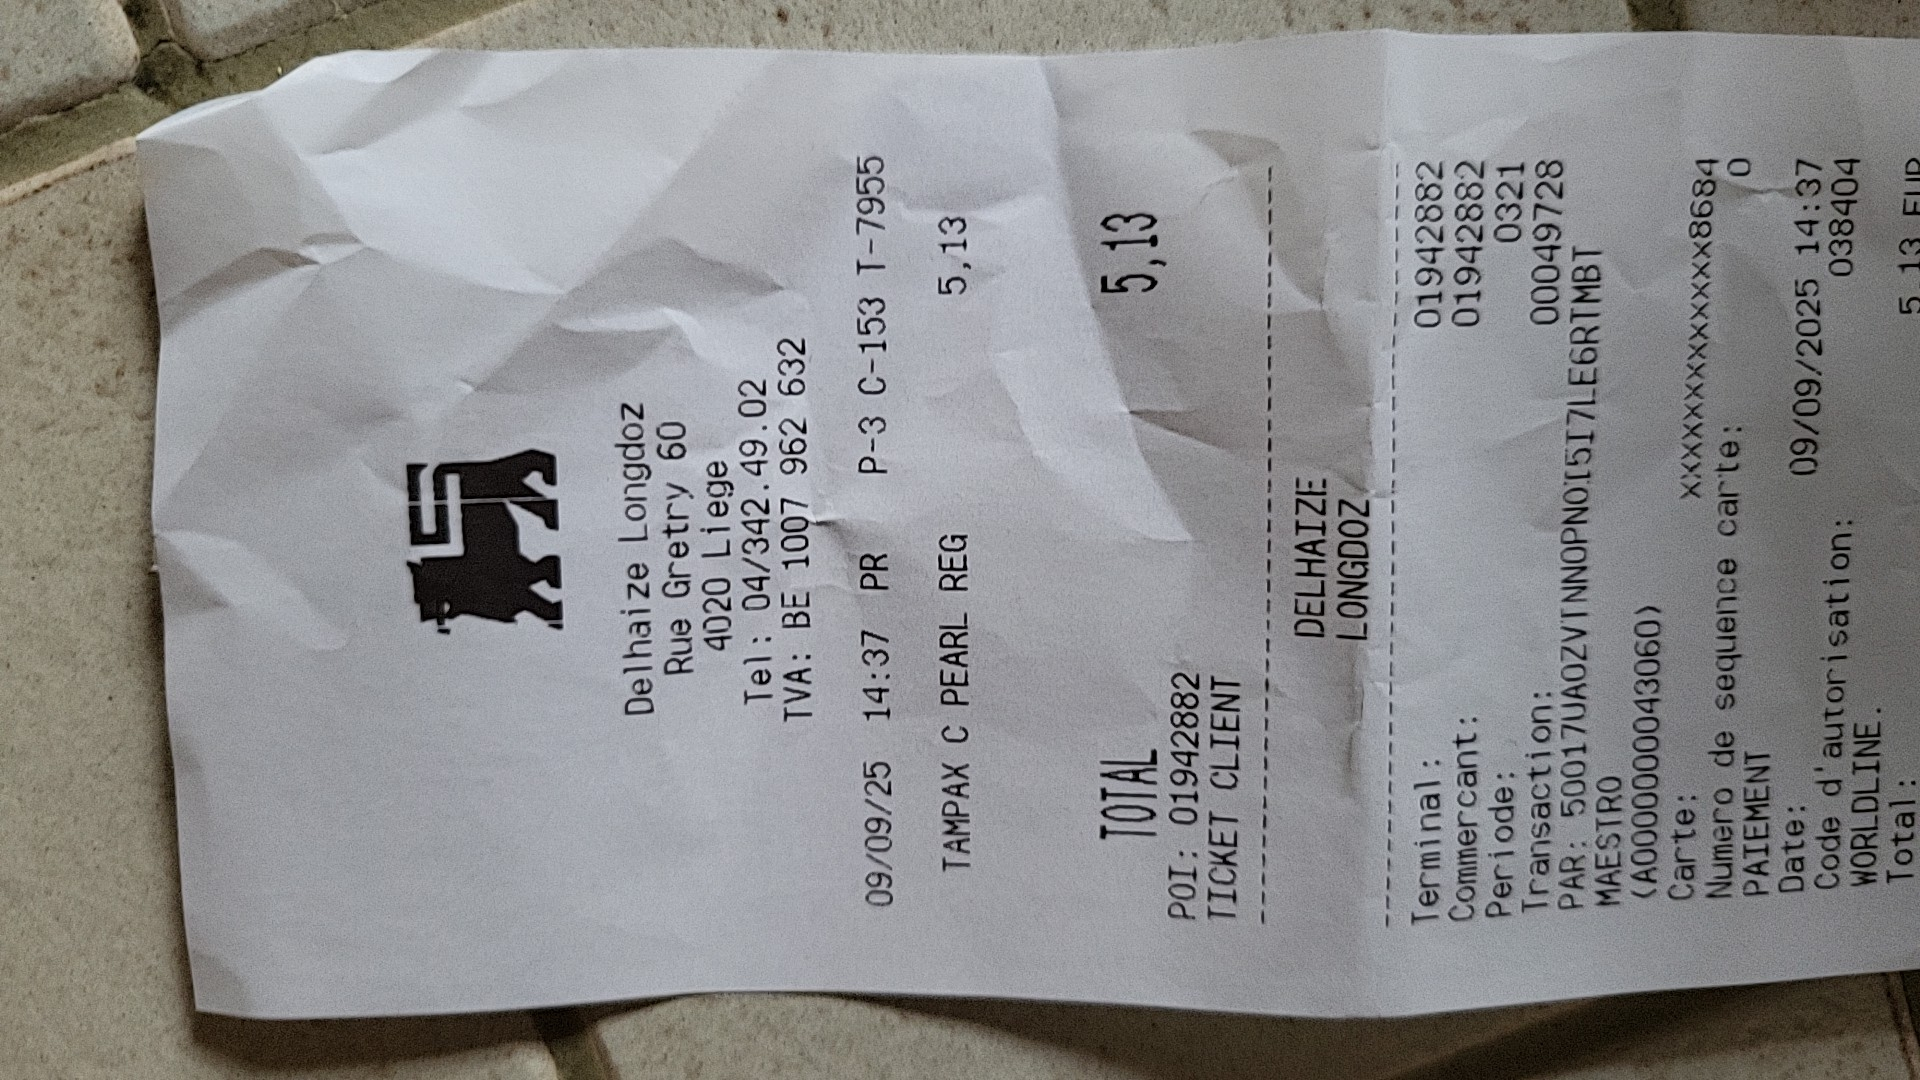 Delhaize Longdoz
Rue Gretry 60
4020 Liege
Tel: 04/342.49.02
TVA: BE 1007 962 632
09/09/25 14:37 PR P-3 C-153 T-7955
TAMPAX C PEARL REG 5,13
TOTAL 5,13
POI: 01942882
TICKET CLIENT
DELHAIZE
LONGDOZ
Terminal: 01942882
Commercant: 01942882
Periode: 0321
Transaction: 00049728
PAR:
MAESTRO
(A0000000043060)
Carte: xxxxxxxxxxxxxxx8684
Numero de sequence carte: 0
PAIEMENT
Date: 09/09/2025 14:37
Code d'autorisation: 038404
WORLDLINE.
Total: 5,13 EUR